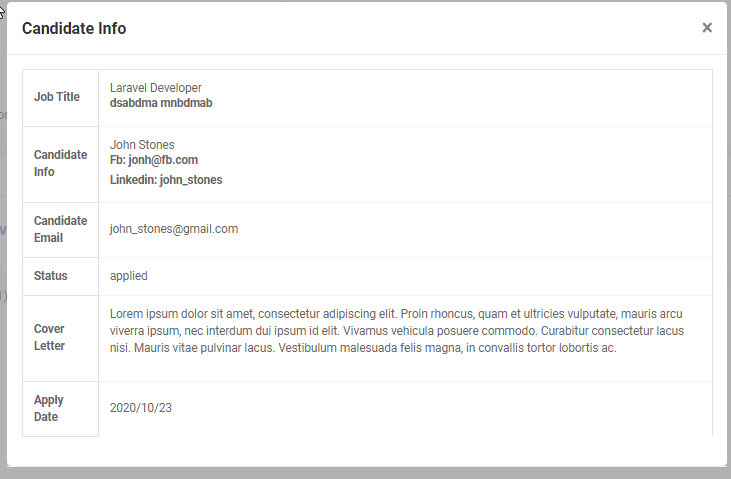 Candidate Info
×
Job Title
Laravel Developer
dsabdma mnbdmab
Candidate
Info
John Stones
Fb: jonh@fb.com
Linkedin: john_stones
Candidate
Email
john_stones@gmail.com
Status
applied
Cover
Letter
Lorem ipsum dolor sit amet, consectetur adipiscing elit. Proin rhoncus, quam et ultricies vulputate, mauris arcu
viverra ipsum, nec interdum dui ipsum id elit. Vivamus vehicula posuere commodo. Curabitur consectetur lacus
nisi. Mauris vitae pulvinar lacus. Vestibulum malesuada felis magna, in convallis tortor lobortis ac.
Apply
Date
2020/10/23